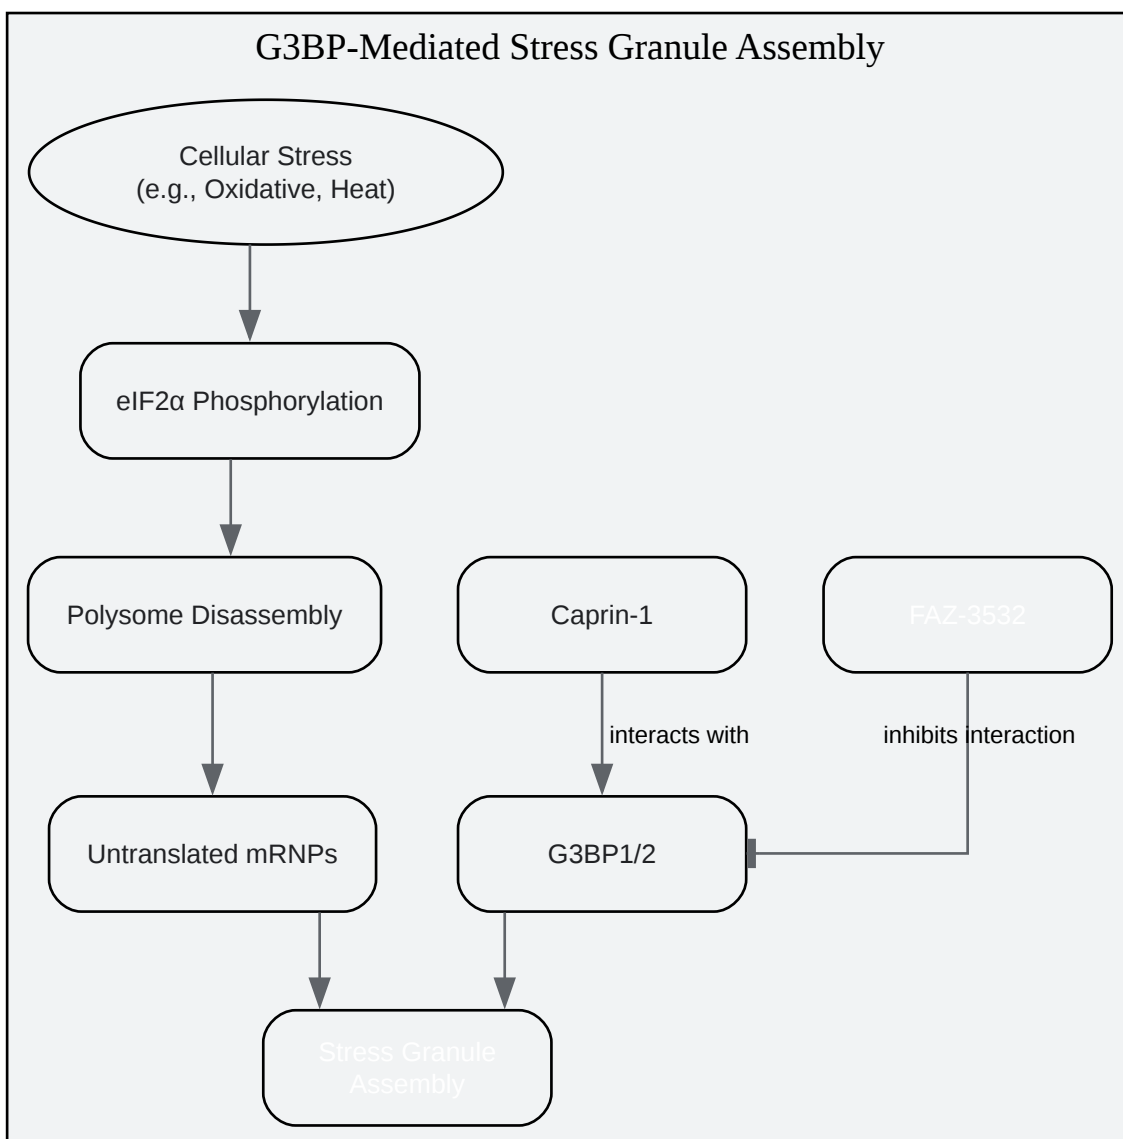 G3BP-Mediated Stress Granule Assembly
Cellular Stress
(e.g., Oxidative, Heat)
eIF2α Phosphorylation
Polysome Disassembly
Caprin-1
FAZ-3532
interacts with
inhibits interaction
Untranslated mRNPs
G3BP1/2
Stress Granule
Assembly